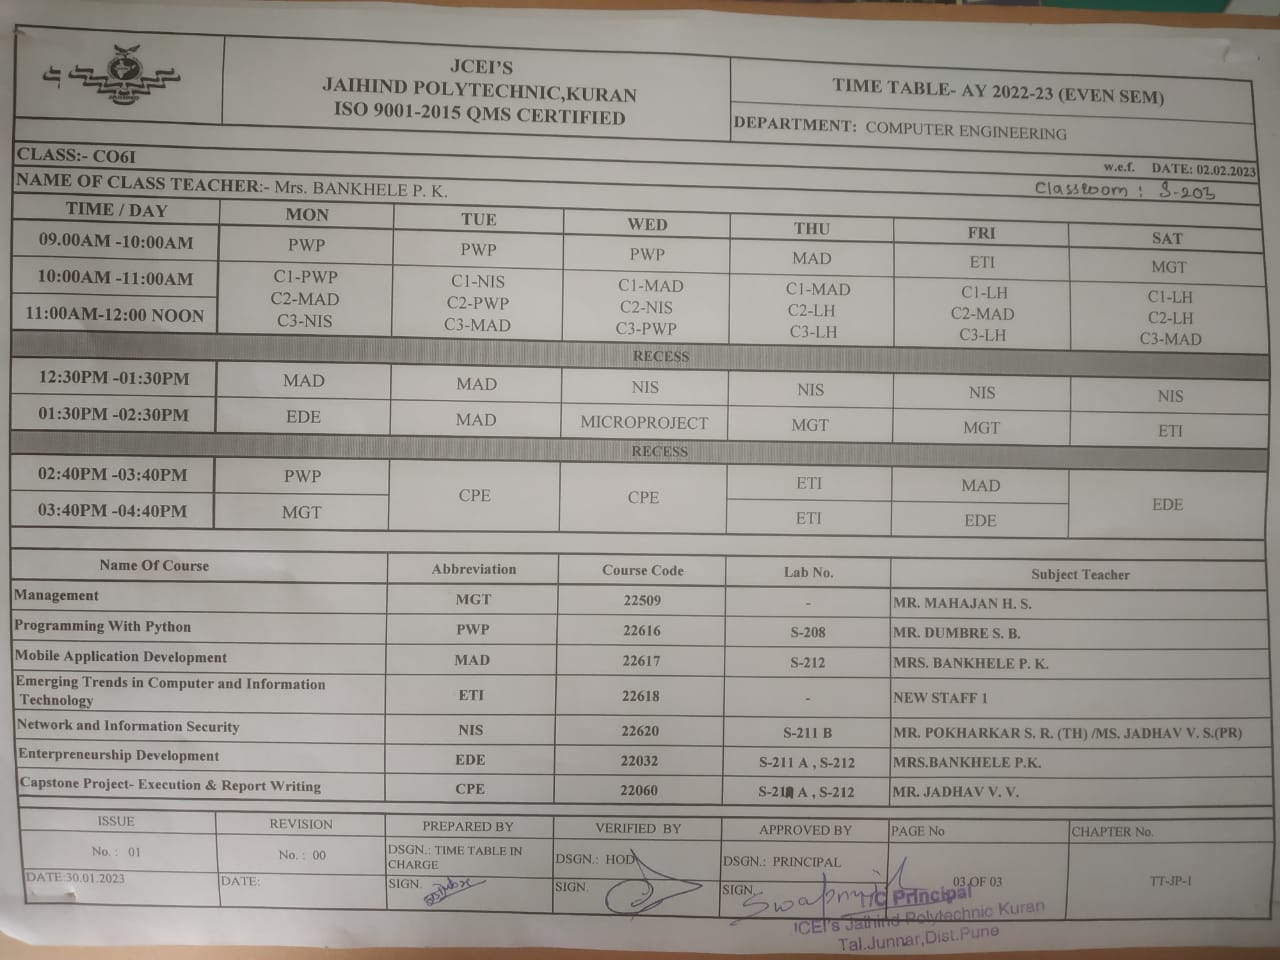 JCEI'S
JAIHIND POLYTECHNIC,KURAN
ISO 9001-2015 QMS CERTIFIED
TIME TABLE- AY 2022-23 (EVEN SEM)
DEPARTMENT: COMPUTER ENGINEERING
CLASS:- CO6I
w.e.f. DATE: 02.02.2023
NAME OF CLASS TEACHER:- Mrs. BANKHELE P. K.
Classroom : S-203
TIME / DAY MON TUE WED THU FRI SAT
09.00AM -10:00AM PWP PWP PWP MAD ETI MGT
10:00AM -11:00AM C1-PWP C1-NIS C1-MAD C1-MAD C1-LH C1-LH
C2-MAD C2-PWP C2-NIS C2-LH C2-MAD C2-LH
11:00AM-12:00 NOON C3-NIS C3-MAD C3-PWP C3-LH C3-LH C3-MAD
RECESS
12:30PM -01:30PM MAD MAD NIS NIS NIS NIS
01:30PM -02:30PM EDE MAD MICROPROJECT MGT MGT ETI
RECESS
02:40PM -03:40PM PWP CPE CPE ETI MAD EDE
03:40PM -04:40PM MGT ETI EDE
Name Of Course Abbreviation Course Code Lab No. Subject Teacher
Management MGT 22509 - MR. MAHAJAN H. S.
Programming With Python PWP 22616 S-208 MR. DUMBRE S. B.
Mobile Application Development MAD 22617 S-212 MRS. BANKHELE P. K.
Emerging Trends in Computer and Information
Technology ETI 22618 - NEW STAFF 1
Network and Information Security NIS 22620 S-211 B MR. POKHARKAR S. R. (TH) /MS. JADHAV V. S.(PR)
Enterpreneurship Development EDE 22032 S-211 A , S-212 MRS.BANKHELE P.K.
Capstone Project- Execution & Report Writing CPE 22060 S-211 A , S-212 MR. JADHAV V. V.
ISSUE REVISION PREPARED BY VERIFIED BY APPROVED BY PAGE No CHAPTER No.
No. : 01 No. : 00 DSGN.: TIME TABLE IN
CHARGE DSGN.: HOD DSGN.: PRINCIPAL 03 OF 03 TT-JP-1
DATE:30.01.2023 DATE: SIGN. SIGN. SIGN.
I/C Principal
JCEI's Jaihind Polytechnic Kuran
Tal.Junnar,Dist.Pune